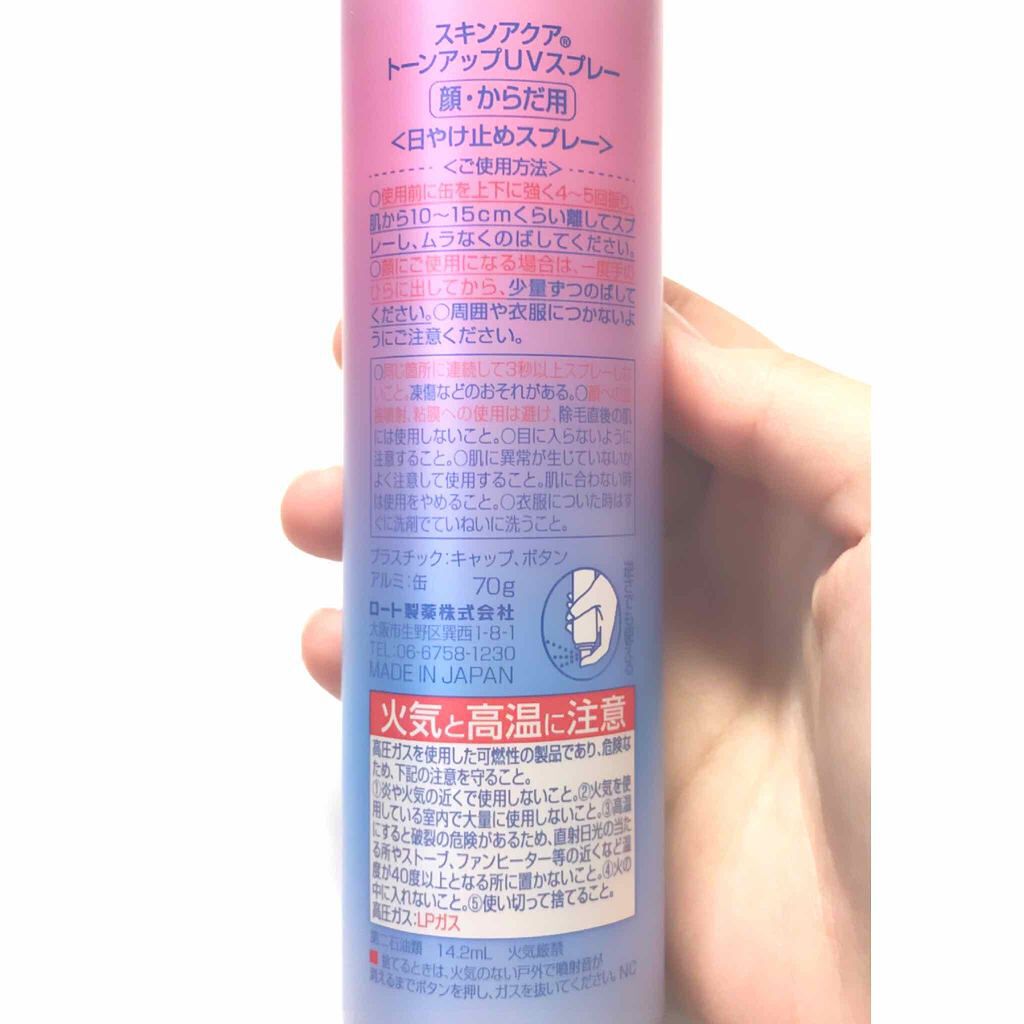 スキンアクア®
トーンアップUVスプレー
顔・からだ用
<日やけ止めスプレー>
<ご使用方法>
○使用前に缶を上下に強く4〜5回振り、
肌から10〜15cmくらい離してスプ
レーし、ムラなくのばしてください。
○顔にご使用になる場合は、一度手の
ひらに出してから、少量ずつのばして
ください。○周囲や衣服につかないよ
うにご注意ください。
○同じ箇所に連続して3秒以上スプレーしな
いこと。凍傷などのおそれがある。○顔への直
接噴射、粘膜への使用は避け、除毛直後の肌
には使用しないこと。○目に入らないように
注意すること。○肌に異常が生じていないか
よく注意して使用すること。肌に合わない時
は使用をやめること。○衣服についた時はす
ぐに洗剤でていねいに洗うこと。
プラスチック:キャップ、ボタン
アルミ:缶 70g
ロート製薬株式会社
大阪市生野区巽西1-8-1
TEL:06-6758-1230
MADE IN JAPAN
火気と高温に注意
高圧ガスを使用した可燃性の製品であり、危険な
ため、下記の注意を守ること。
①炎や火気の近くで使用しないこと。②火気を使
用している室内で大量に使用しないこと。③高温
にすると破裂の危険があるため、直射日光の当た
る所やストーブ、ファンヒーター等の近くなど温
度が40度以上となる所に置かないこと。④火の
中に入れないこと。⑤使い切って捨てること。
高圧ガス:LPガス
第二石油類 14.2mL 火気厳禁
捨てるときは、火気のない戸外で噴射音が
消えるまでボタンを押し、ガスを抜いてください。NC